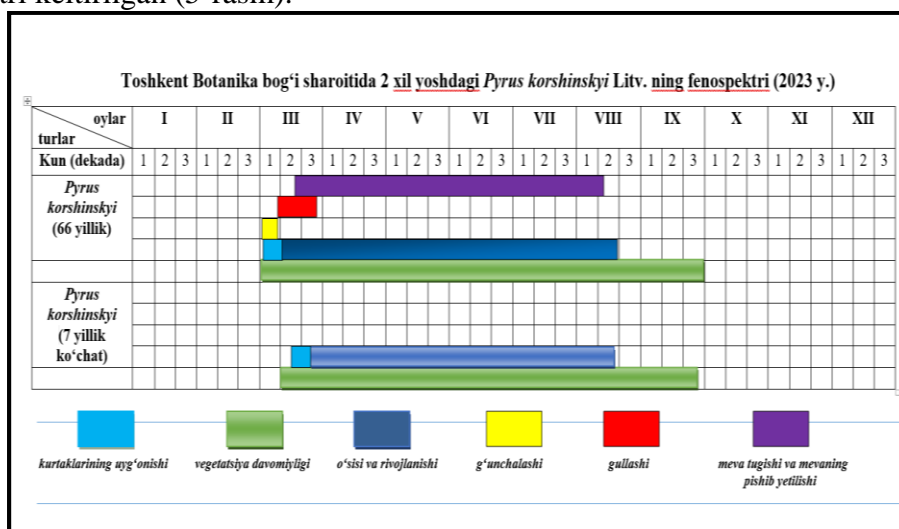 tri keltirilgan (3-rasm).
Toshkent Botanika bog‘i sharoitida 2 xil yoshdagi Pyrus korshinskyi Litv. ning fenospektri (2023 y.)
oylar I II III IV V VI VII VIII IX X XI XII
turlar
Kun (dekada) 1 2 3 1 2 3 1 2 3 1 2 3 1 2 3 1 2 3 1 2 3 1 2 3 1 2 3 1 2 3 1 2 3 1 2 3
Pyrus
korshinskyi
(66 yillik)
Pyrus
korshinskyi
(7 yillik
ko‘chat)
kurtaklarining uyg‘onishi vegetatsiya davomiyligi o‘sisi va rivojlanishi g‘unchalashi gullashi meva tugishi va mevaning
pishib yetilishi